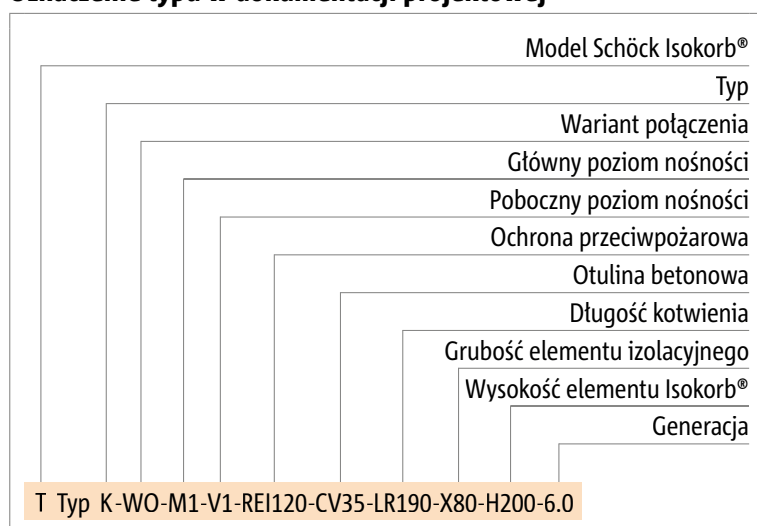 Model Schöck Isokorb®
Typ
Wariant połączenia
Główny poziom nośności
Poboczny poziom nośności
Ochrona przeciwpożarowa
Otulina betonowa
Długość kotwienia
Grubość elementu izolacyjnego
Wysokość elementu Isokorb®
Generacja
T Typ K-WO-M1-V1-REI120-CV35-LR190-X80-H200-6.0